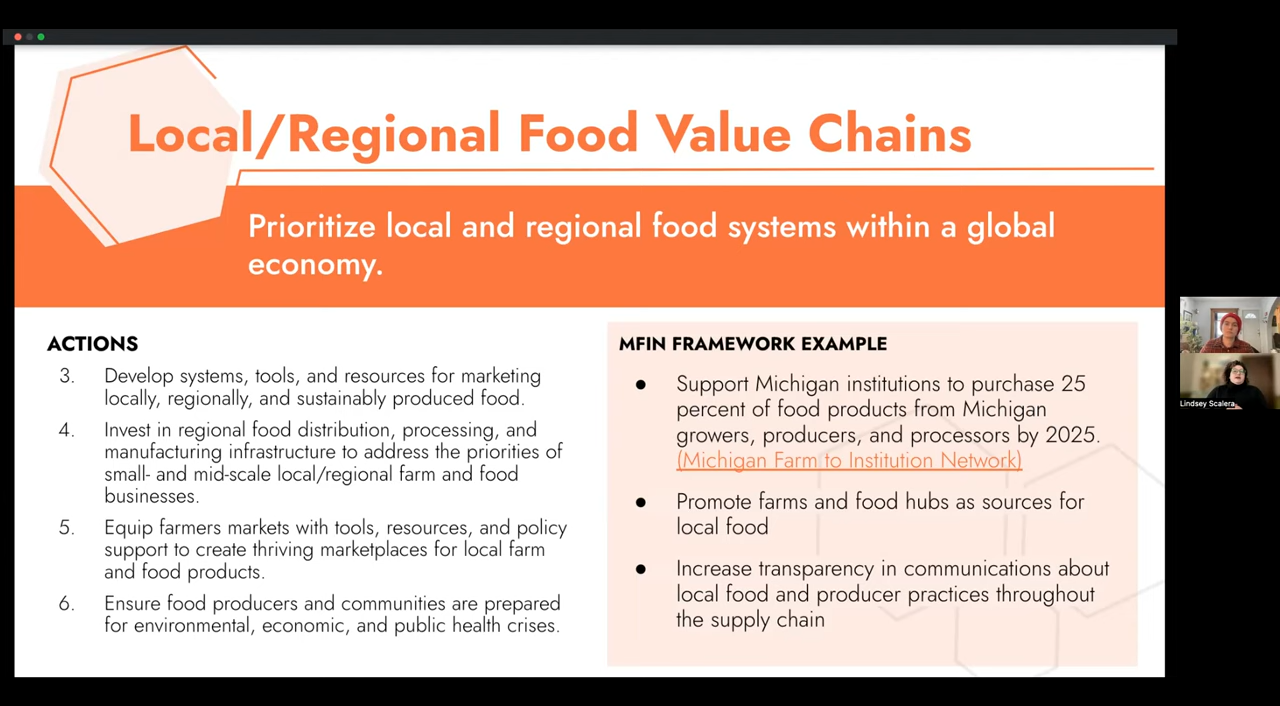 Local/Regional Food Value Chains
Prioritize local and regional food systems within a global
economy.
ACTIONS
3. Develop systems, tools, and resources for marketing
locally, regionally, and sustainably produced food.
4. Invest in regional food distribution, processing, and
manufacturing infrastructure to address the priorities of
small- and mid-scale local/regional farm and food
businesses.
5. Equip farmers markets with tools, resources, and policy
support to create thriving marketplaces for local farm
and food products.
6. Ensure food producers and communities are prepared
for environmental, economic, and public health crises.
MFIN FRAMEWORK EXAMPLE
● Support Michigan institutions to purchase 25
percent of food products from Michigan
growers, producers, and processors by 2025.
(Michigan Farm to Institution Network)
● Promote farms and food hubs as sources for
local food
● Increase transparency in communications about
local food and producer practices throughout
the supply chain
Lindsey Scalera